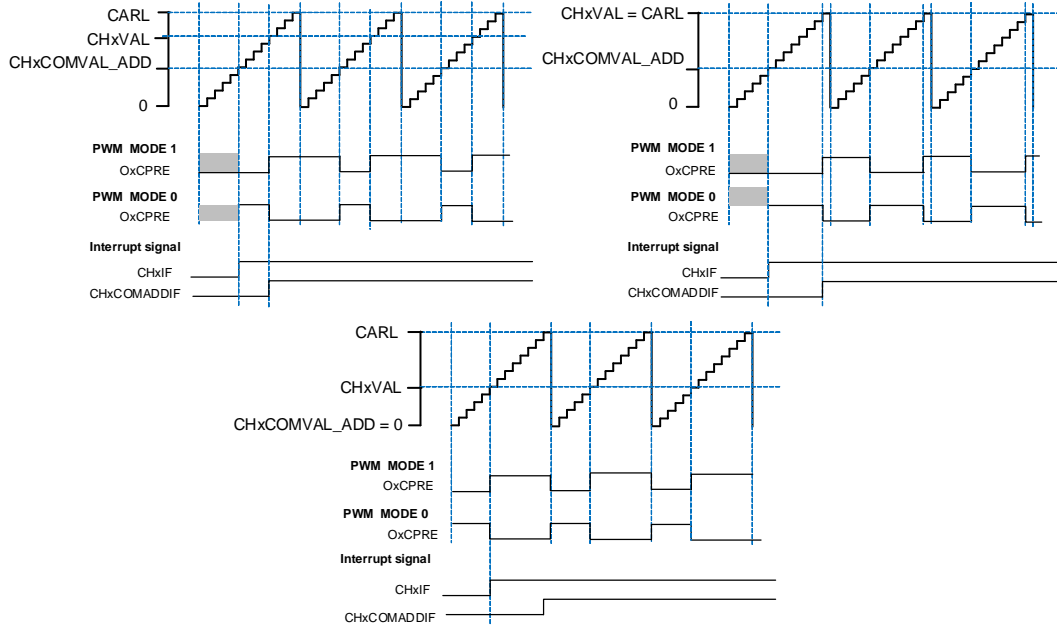 CARL
CHxVAL
CHxCOMVAL_ADD
0
PWM MODE 1
OxCPRE
PWM MODE 0
OxCPRE
Interrupt signal
CHxIF
CHxCOMADDIF
CHxVAL = CARL
CHxCOMVAL_ADD
0
PWM MODE 1
OxCPRE
PWM MODE 0
OxCPRE
Interrupt signal
CHxIF
CHxCOMADDIF
CARL
CHxVAL
CHxCOMVAL_ADD = 0
PWM MODE 1
OxCPRE
PWM MODE 0
OxCPRE
Interrupt signal
CHxIF
CHxCOMADDIF